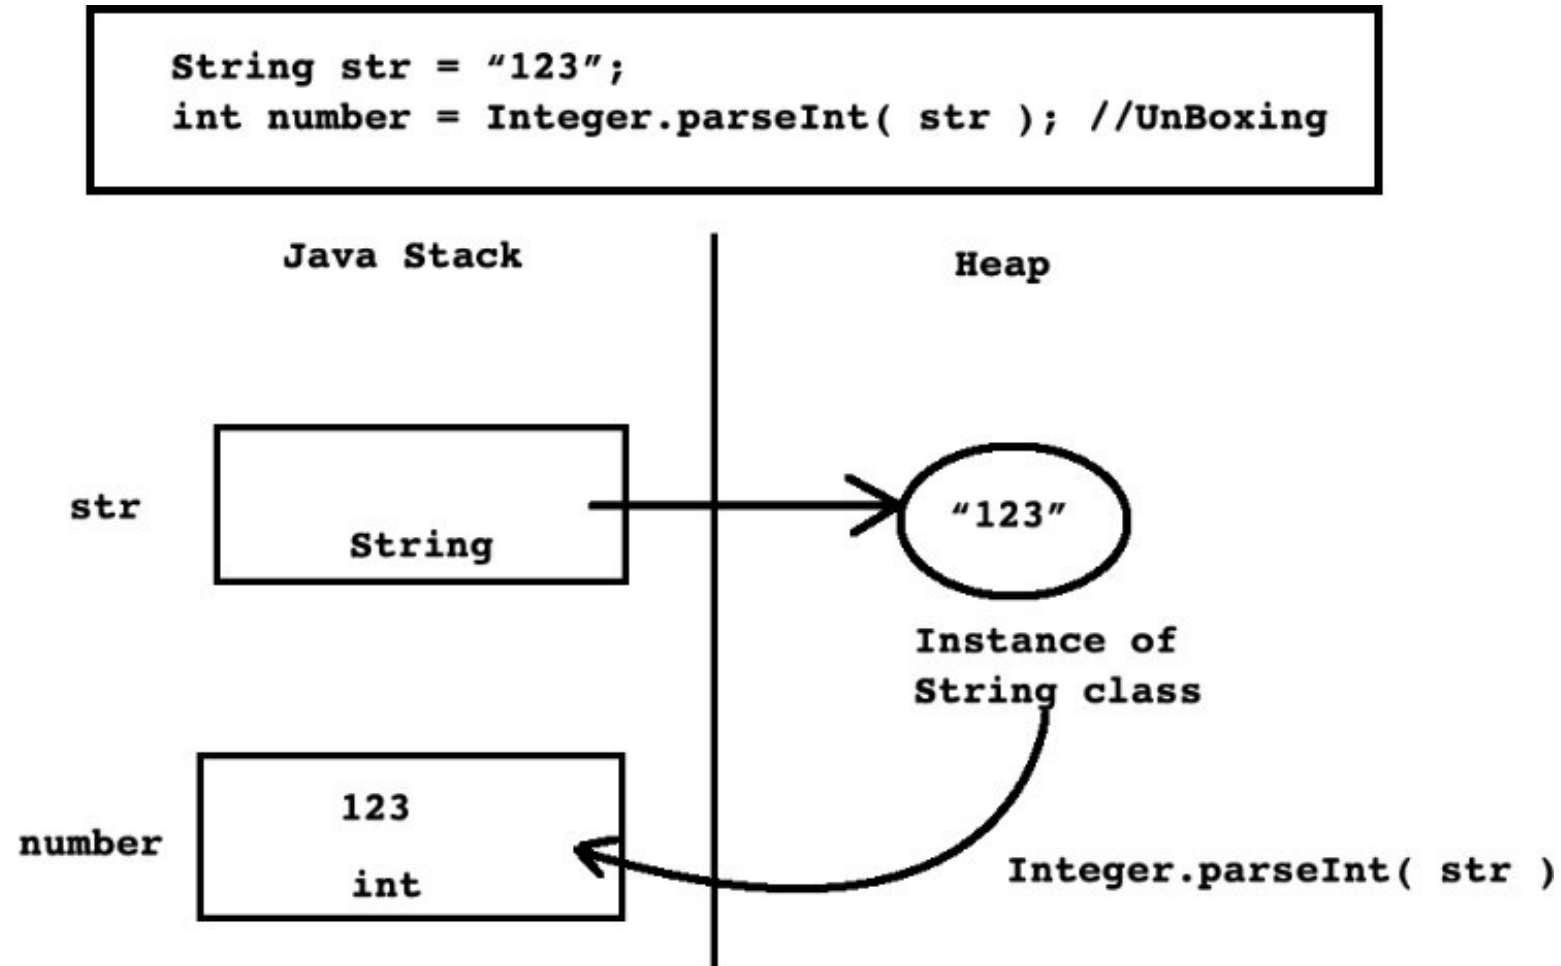 String str = “123”;
int number = Integer.parseInt( str ); //UnBoxing
Java Stack
Heap
str
String
“123”
Instance of
String class
number
123
int
Integer.parseInt( str )